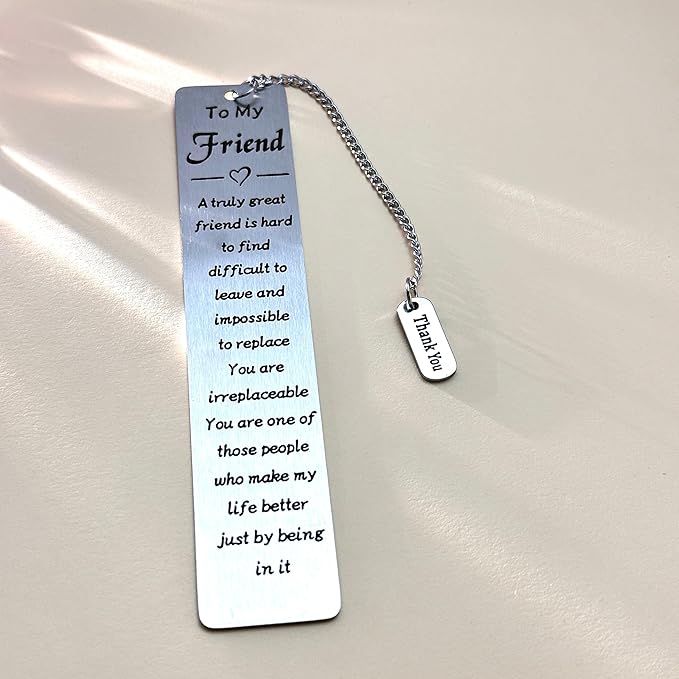 To My
Friend
A truly great
friend is hard
to find
difficult to
leave and
impossible
to replace
You are
irreplaceable
You are one of
those people
who make my
life better
just by being
in it
Thank You